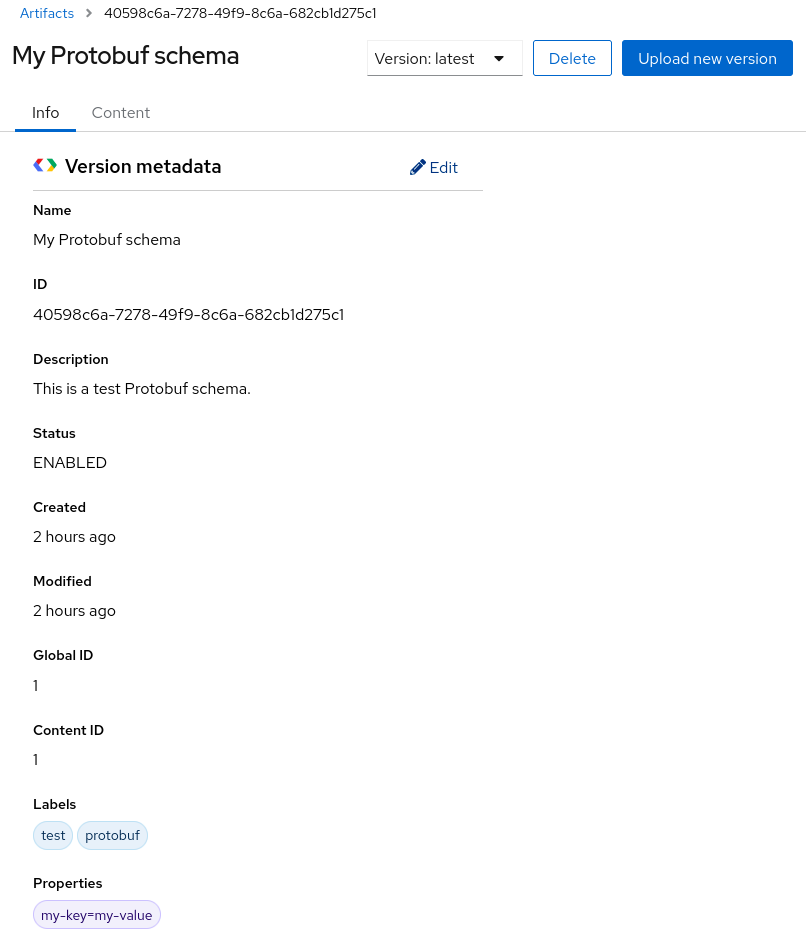 Artifacts > 40598c6a-7278-49f9-8c6a-682cb1d275c1
My Protobuf schema
Version: latest
Delete
Upload new version
Info
Content
Version metadata
Edit
Name
My Protobuf schema
ID
40598c6a-7278-49f9-8c6a-682cb1d275c1
Description
This is a test Protobuf schema.
Status
ENABLED
Created
2 hours ago
Modified
2 hours ago
Global ID
1
Content ID
1
Labels
test protobuf
Properties
my-key=my-value